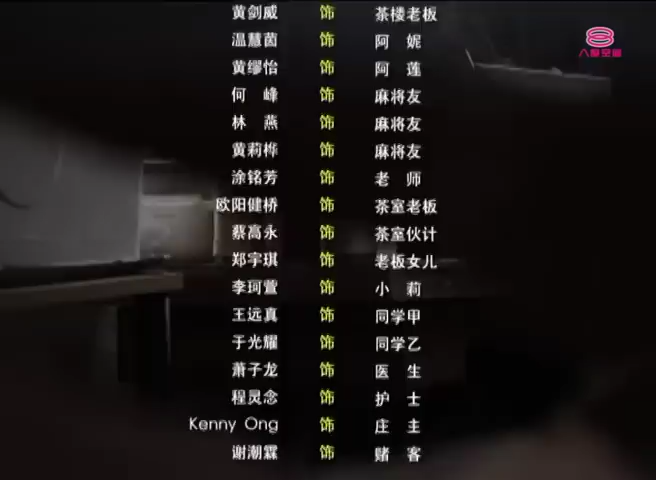 黄剑威 饰 茶楼老板
8
八度空间
温慧茵 饰 阿妮
黄缪怡 饰 阿莲
何峰 饰 麻将友
林燕 饰 麻将友
黄莉桦 饰 麻将友
涂铭芳 饰 老师
欧阳健桥 饰 茶室老板
蔡高永 饰 茶室伙计
郑宇琪 饰 老板女儿
李珂萱 饰 小莉
王远真 饰 同学甲
于光耀 饰 同学乙
萧子龙 饰 医生
程灵念 饰 护士
Kenny Ong 饰 庄主
谢潮霖 饰 赌客